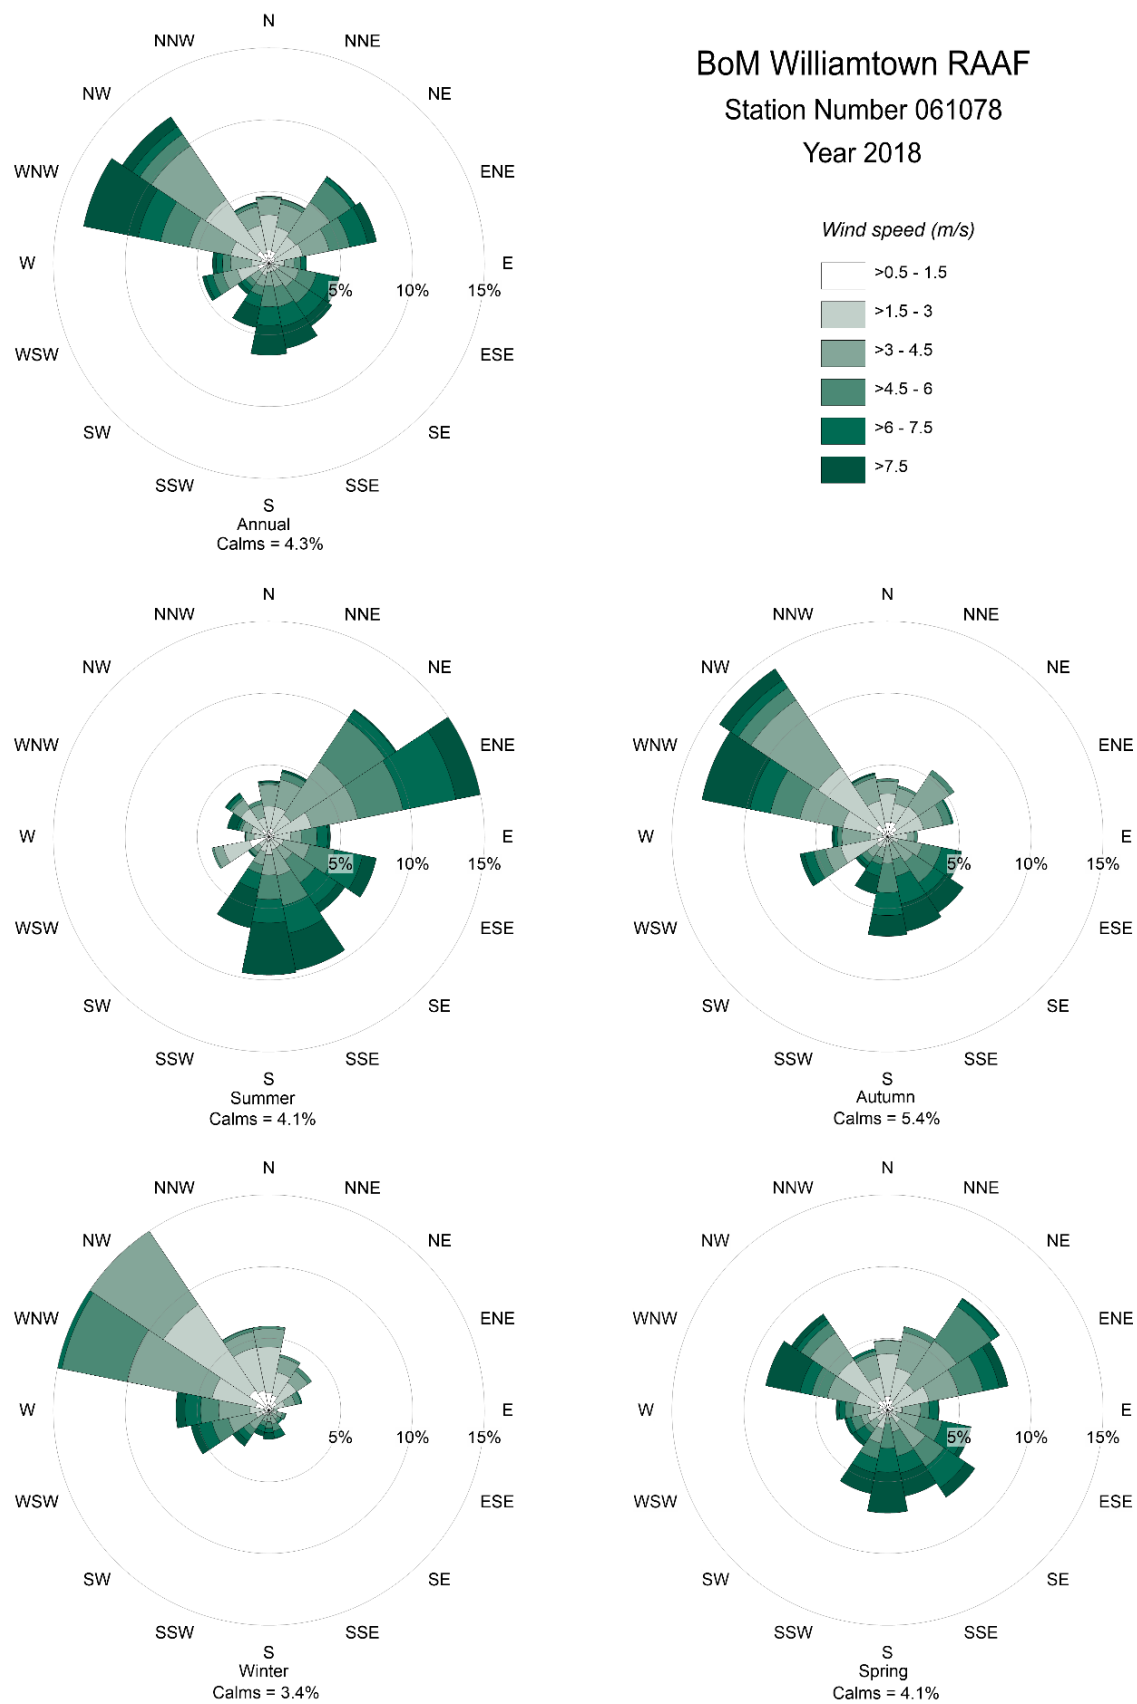 BoM Williamtown RAAF
Station Number 061078
Year 2018
Wind speed (m/s)
>0.5 - 1.5
>1.5 - 3
>3 - 4.5
>4.5 - 6
>6 - 7.5
>7.5
N
NNW
NNE
NW
NE
WNW
ENE
W
E
5%
10%
15%
WSW
ESE
SW
SE
SSW
SSE
S
Annual
Calms = 4.3%
N
NNW
NNE
NW
NE
WNW
ENE
W
E
5%
10%
15%
WSW
ESE
SW
SE
SSW
SSE
S
Summer
Calms = 4.1%
N
NNW
NNE
NW
NE
WNW
ENE
W
E
5%
10%
15%
WSW
ESE
SW
SE
SSW
SSE
S
Autumn
Calms = 5.4%
N
NNW
NNE
NW
NE
WNW
ENE
W
E
5%
10%
15%
WSW
ESE
SW
SE
SSW
SSE
S
Winter
Calms = 3.4%
N
NNW
NNE
NW
NE
WNW
ENE
W
E
5%
10%
15%
WSW
ESE
SW
SE
SSW
SSE
S
Spring
Calms = 4.1%